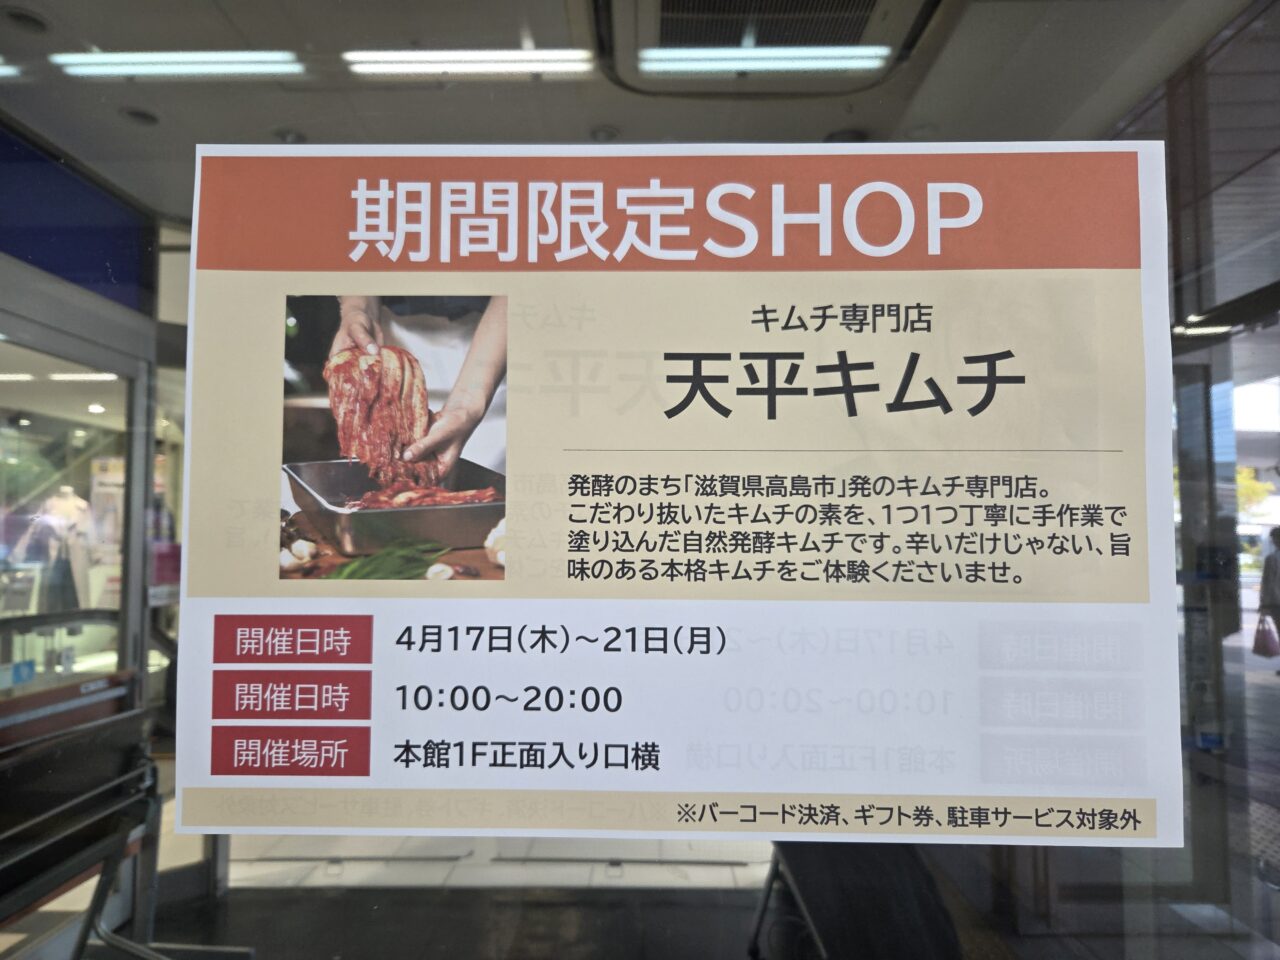 期間限定SHOP
キムチ専門店
天平キムチ
発酵のまち「滋賀県高島市」発のキムチ専門店。
こだわり抜いたキムチの素を、1つ1つ丁寧に手作業で
塗り込んだ自然発酵キムチです。辛いだけじゃない、旨
味のある本格キムチをご体験くださいませ。
開催日時 4月17日(木)～21日(月)
開催日時 10:00～20:00
開催場所 本館1F正面入り口横
※バーコード決済、ギフト券、駐車サービス対象外